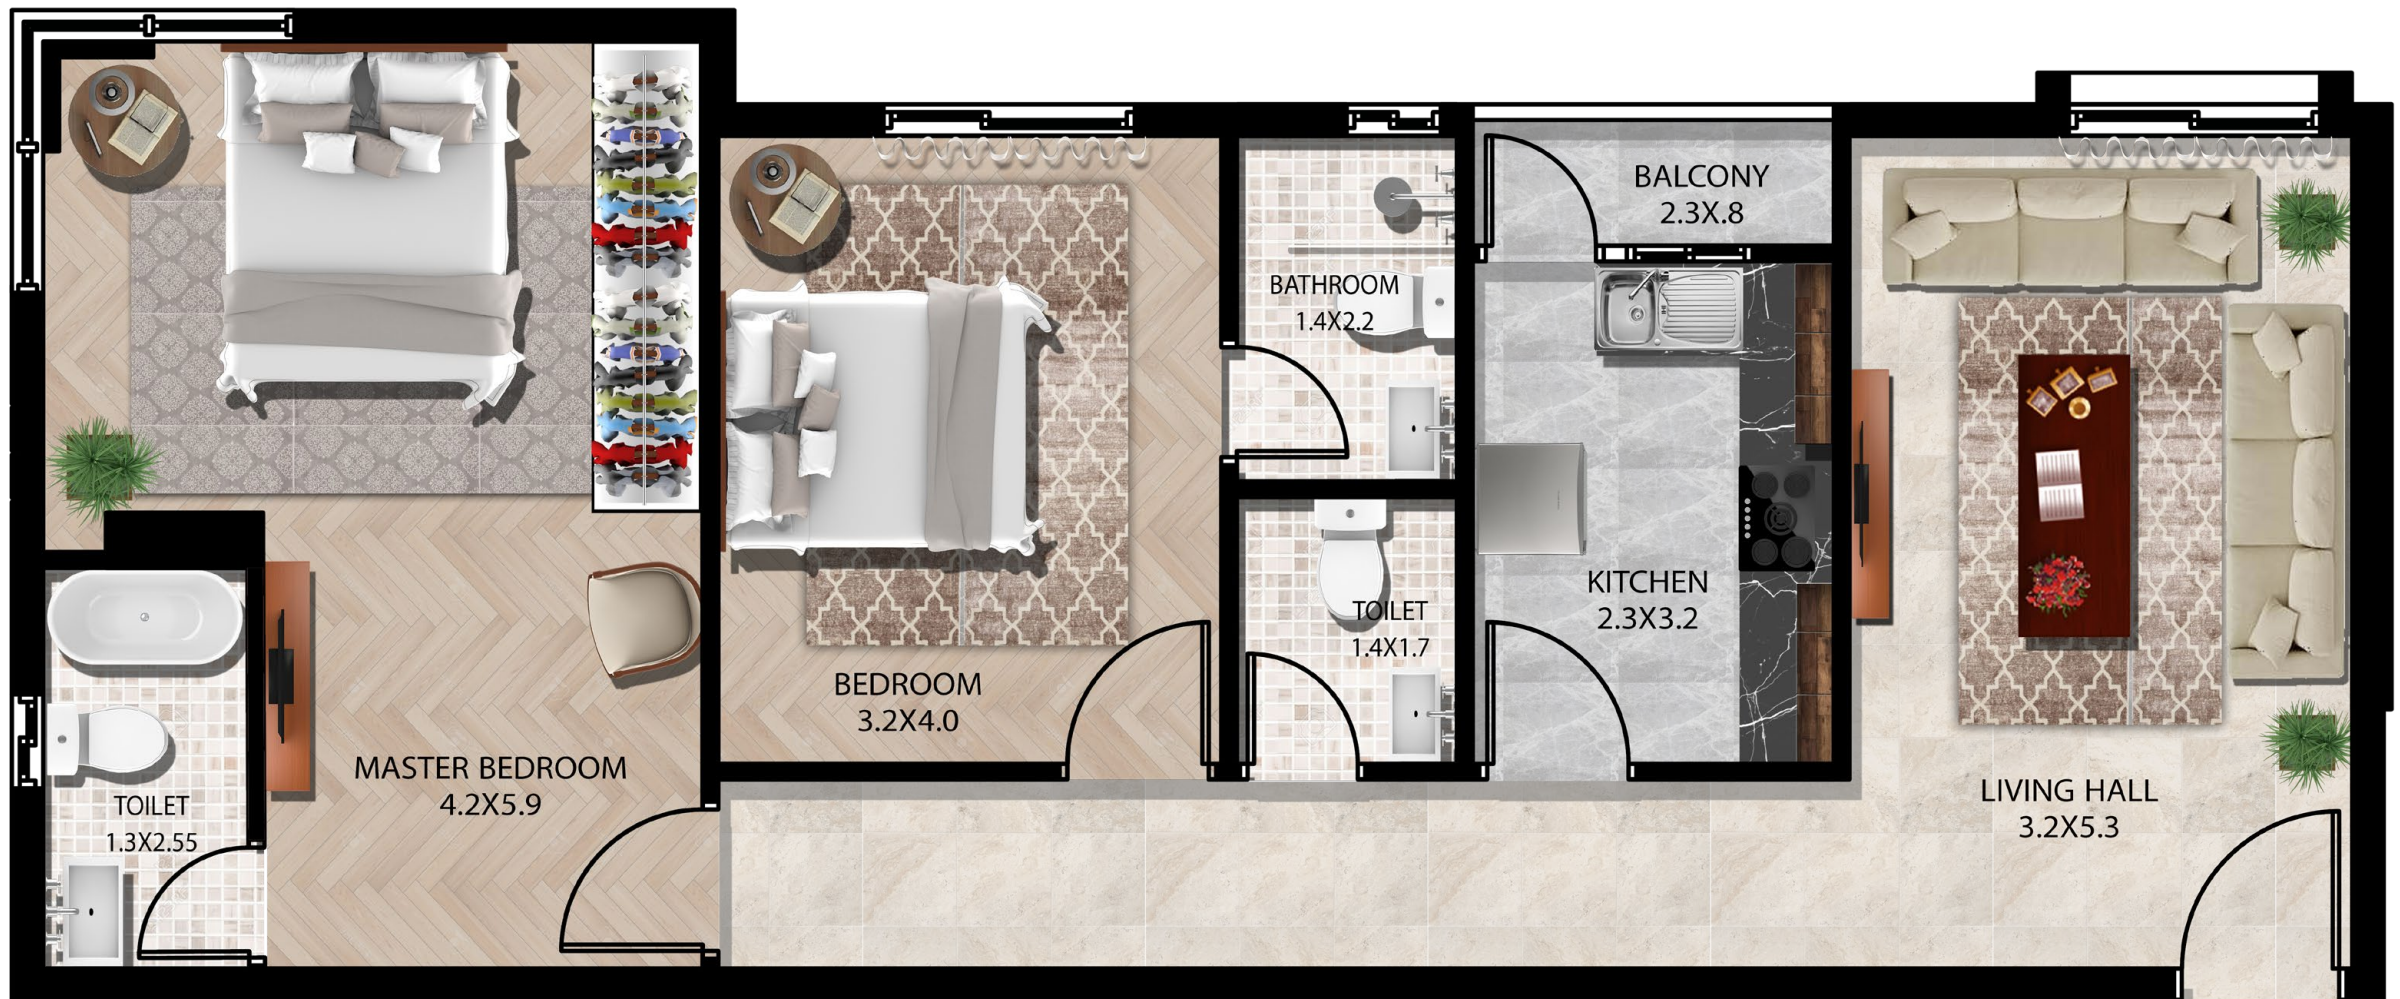 BALCONY
2.3X.8
BATHROOM
1.4X2.2
KITCHEN
2.3X3.2
TOILET
1.4X1.7
BEDROOM
3.2X4.0
MASTER BEDROOM
4.2X5.9
TOILET
1.3X2.55
LIVING HALL
3.2X5.3